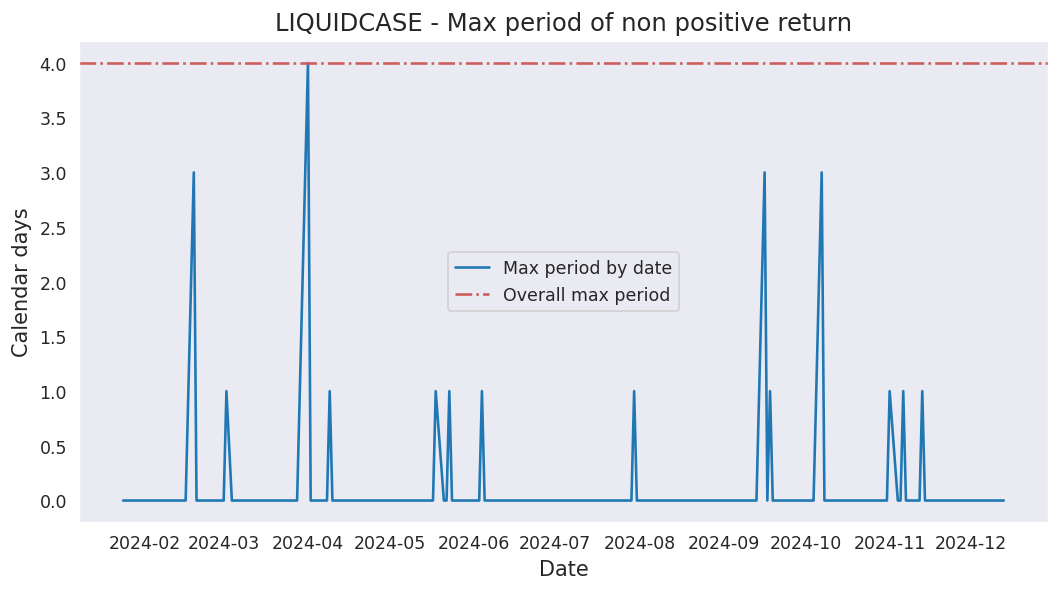 LIQUIDCASE - Max period of non positive return
Calendar days
4.0
3.5
3.0
2.5
2.0
1.5
1.0
0.5
0.0
Max period by date
Overall max period
2024-02 2024-03 2024-04 2024-05 2024-06 2024-07 2024-08 2024-09 2024-10 2024-11 2024-12
Date